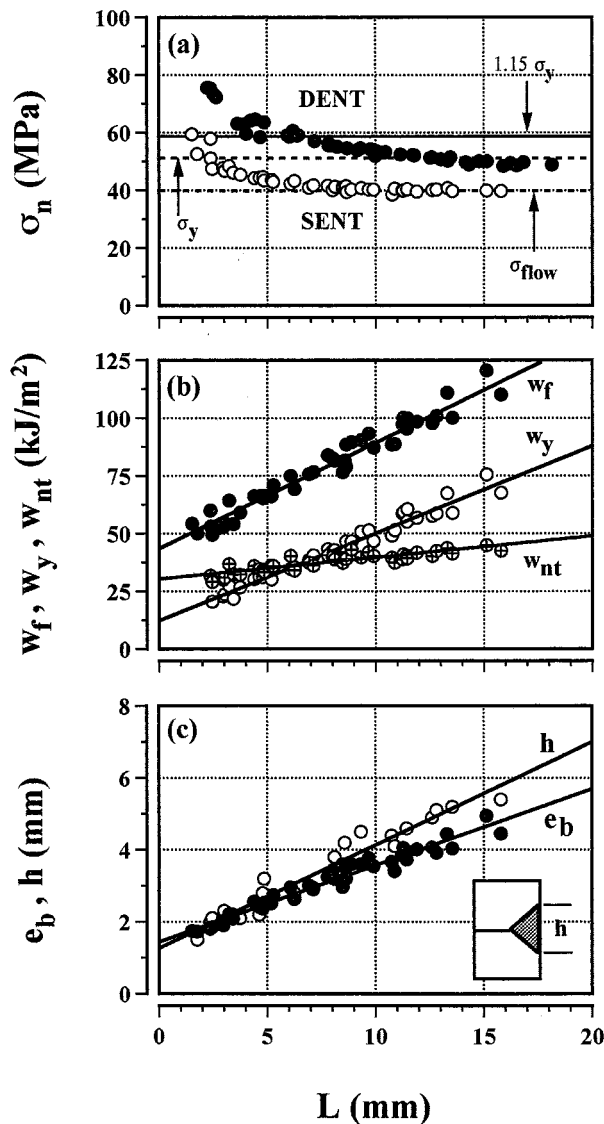 (a)
1.15 σy
DENT
σy
SENT
σflow
σn (MPa)
100
80
60
40
20
0
(b)
wf
wy
wnt
wf , wy , wnt (kJ/m²)
125
100
75
50
25
0
(c)
h
eb
h
eb , h (mm)
8
6
4
2
0
0 5 10 15 20
L (mm)